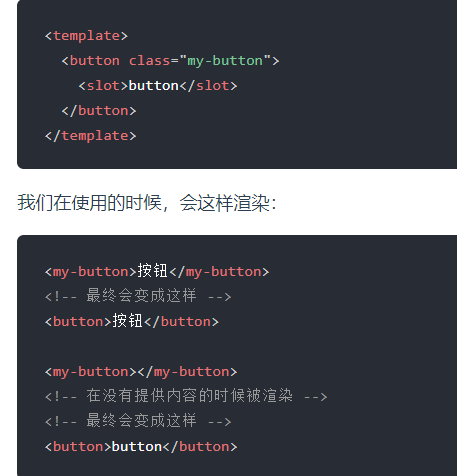 <template>
<button class="my-button">
<slot>button</slot>
</button>
</template>
我们在使用的时候，会这样渲染：
<my-button>按钮</my-button>
<!-- 最终会变成这样 -->
<button>按钮</button>
<my-button></my-button>
<!-- 在没有提供内容的时候被渲染 -->
<!-- 最终会变成这样 -->
<button>button</button>